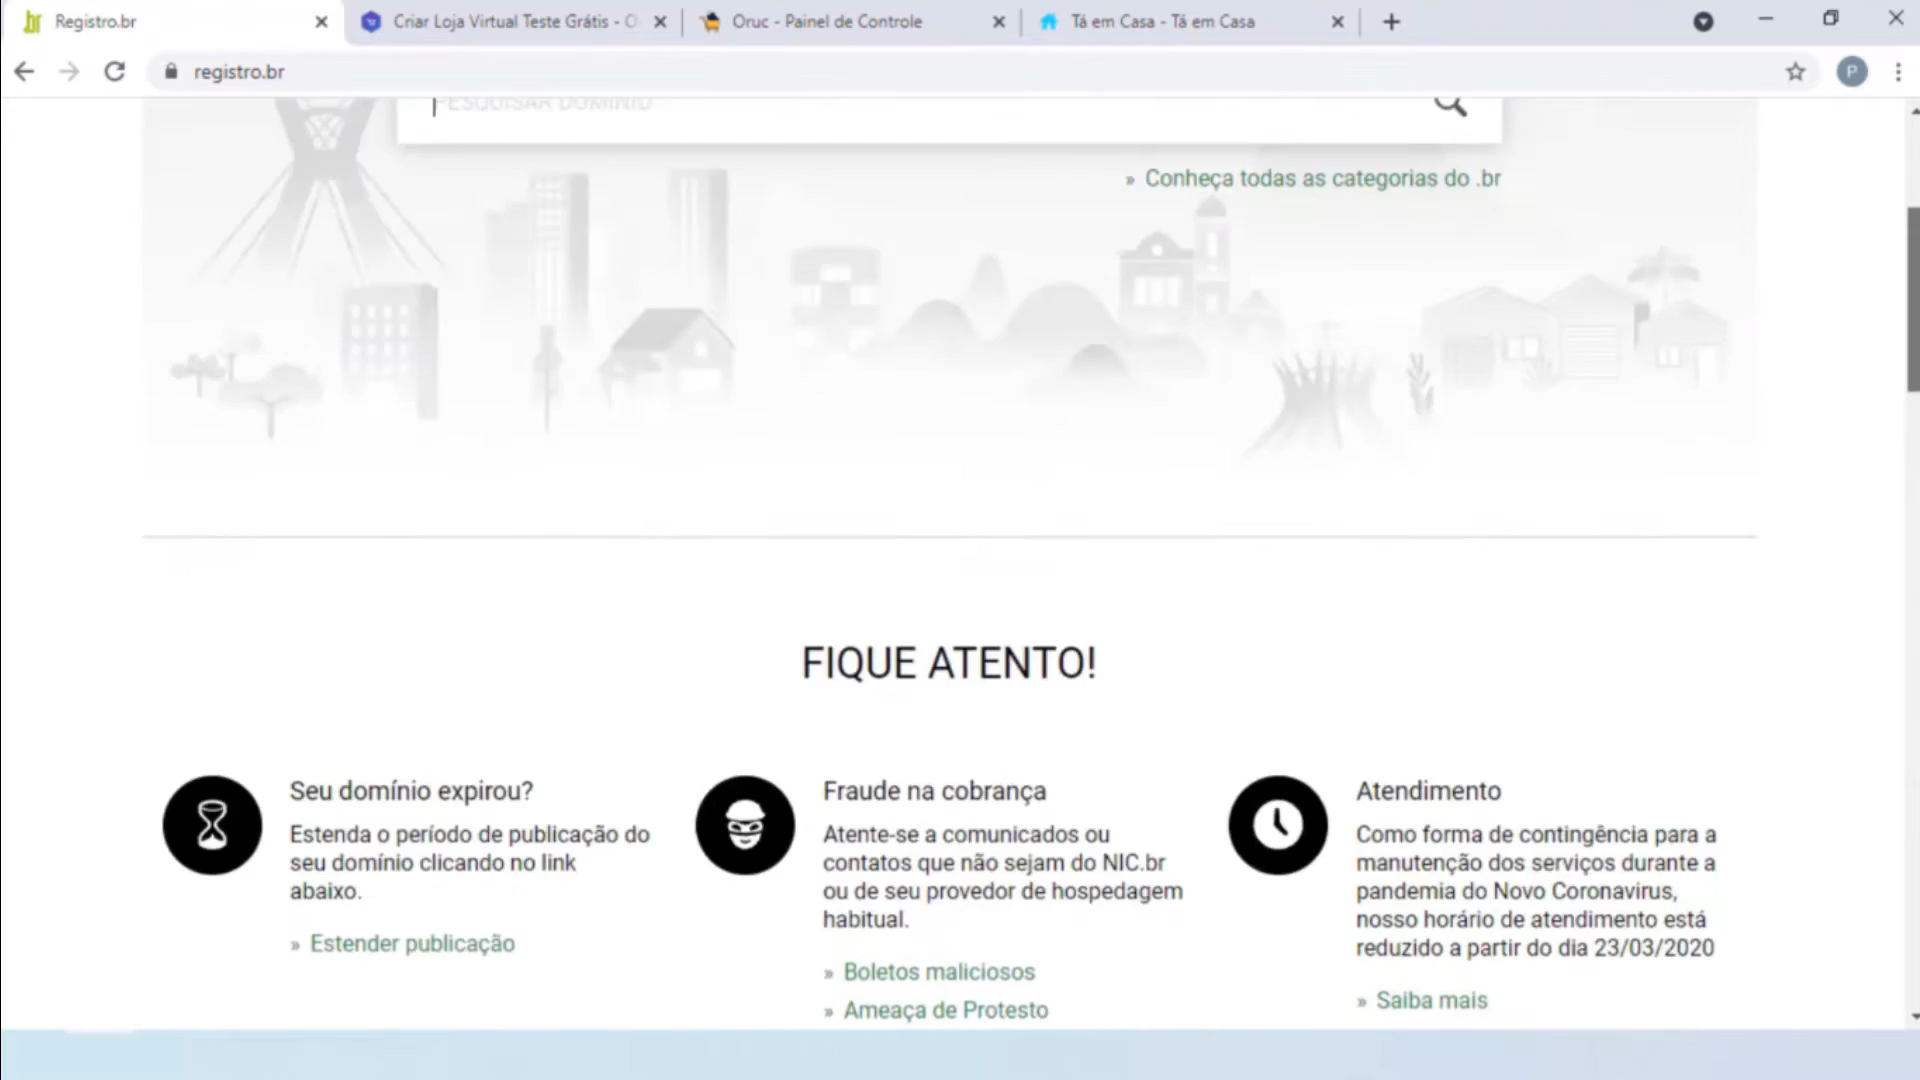 Registro.br
Criar Loja Virtual Teste Grátis - O
Oruc - Painel de Controle
Tá em Casa - Tá em Casa
registro.br
P
PESQUISAR DOMÍNIO
» Conheça todas as categorias do .br
FIQUE ATENTO!
Seu domínio expirou?
Estenda o período de publicação do
seu domínio clicando no link
abaixo.
» Estender publicação
Fraude na cobrança
Atente-se a comunicados ou
contatos que não sejam do NIC.br
ou de seu provedor de hospedagem
habitual.
» Boletos maliciosos
» Ameaça de Protesto
Atendimento
Como forma de contingência para a
manutenção dos serviços durante a
pandemia do Novo Coronavirus,
nosso horário de atendimento está
reduzido a partir do dia 23/03/2020
» Saiba mais